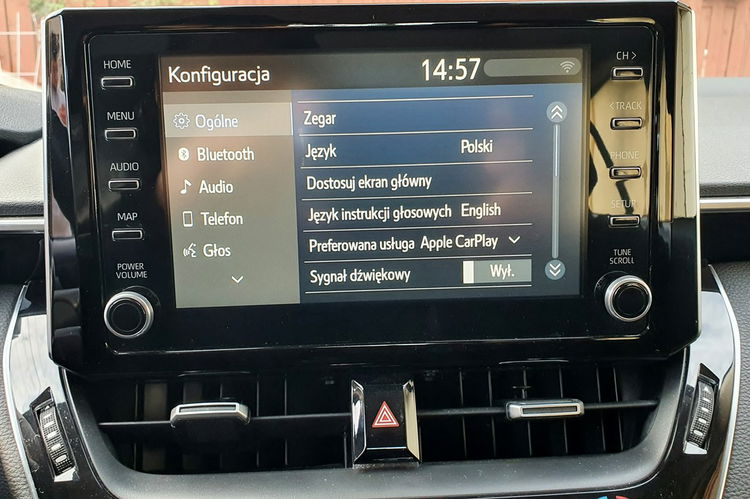 HOME
MENU
AUDIO
MAP
POWER
VOLUME
Konfiguracja 14:57
Ogólne
Bluetooth
Audio
Telefon
Głos
Zegar
Język Polski
Dostosuj ekran główny
Język instrukcji głosowych English
Preferowana usługa Apple CarPlay
Sygnał dźwiękowy Wył.
CH >
< TRACK
PHONE
SETUP
TUNE
SCROLL